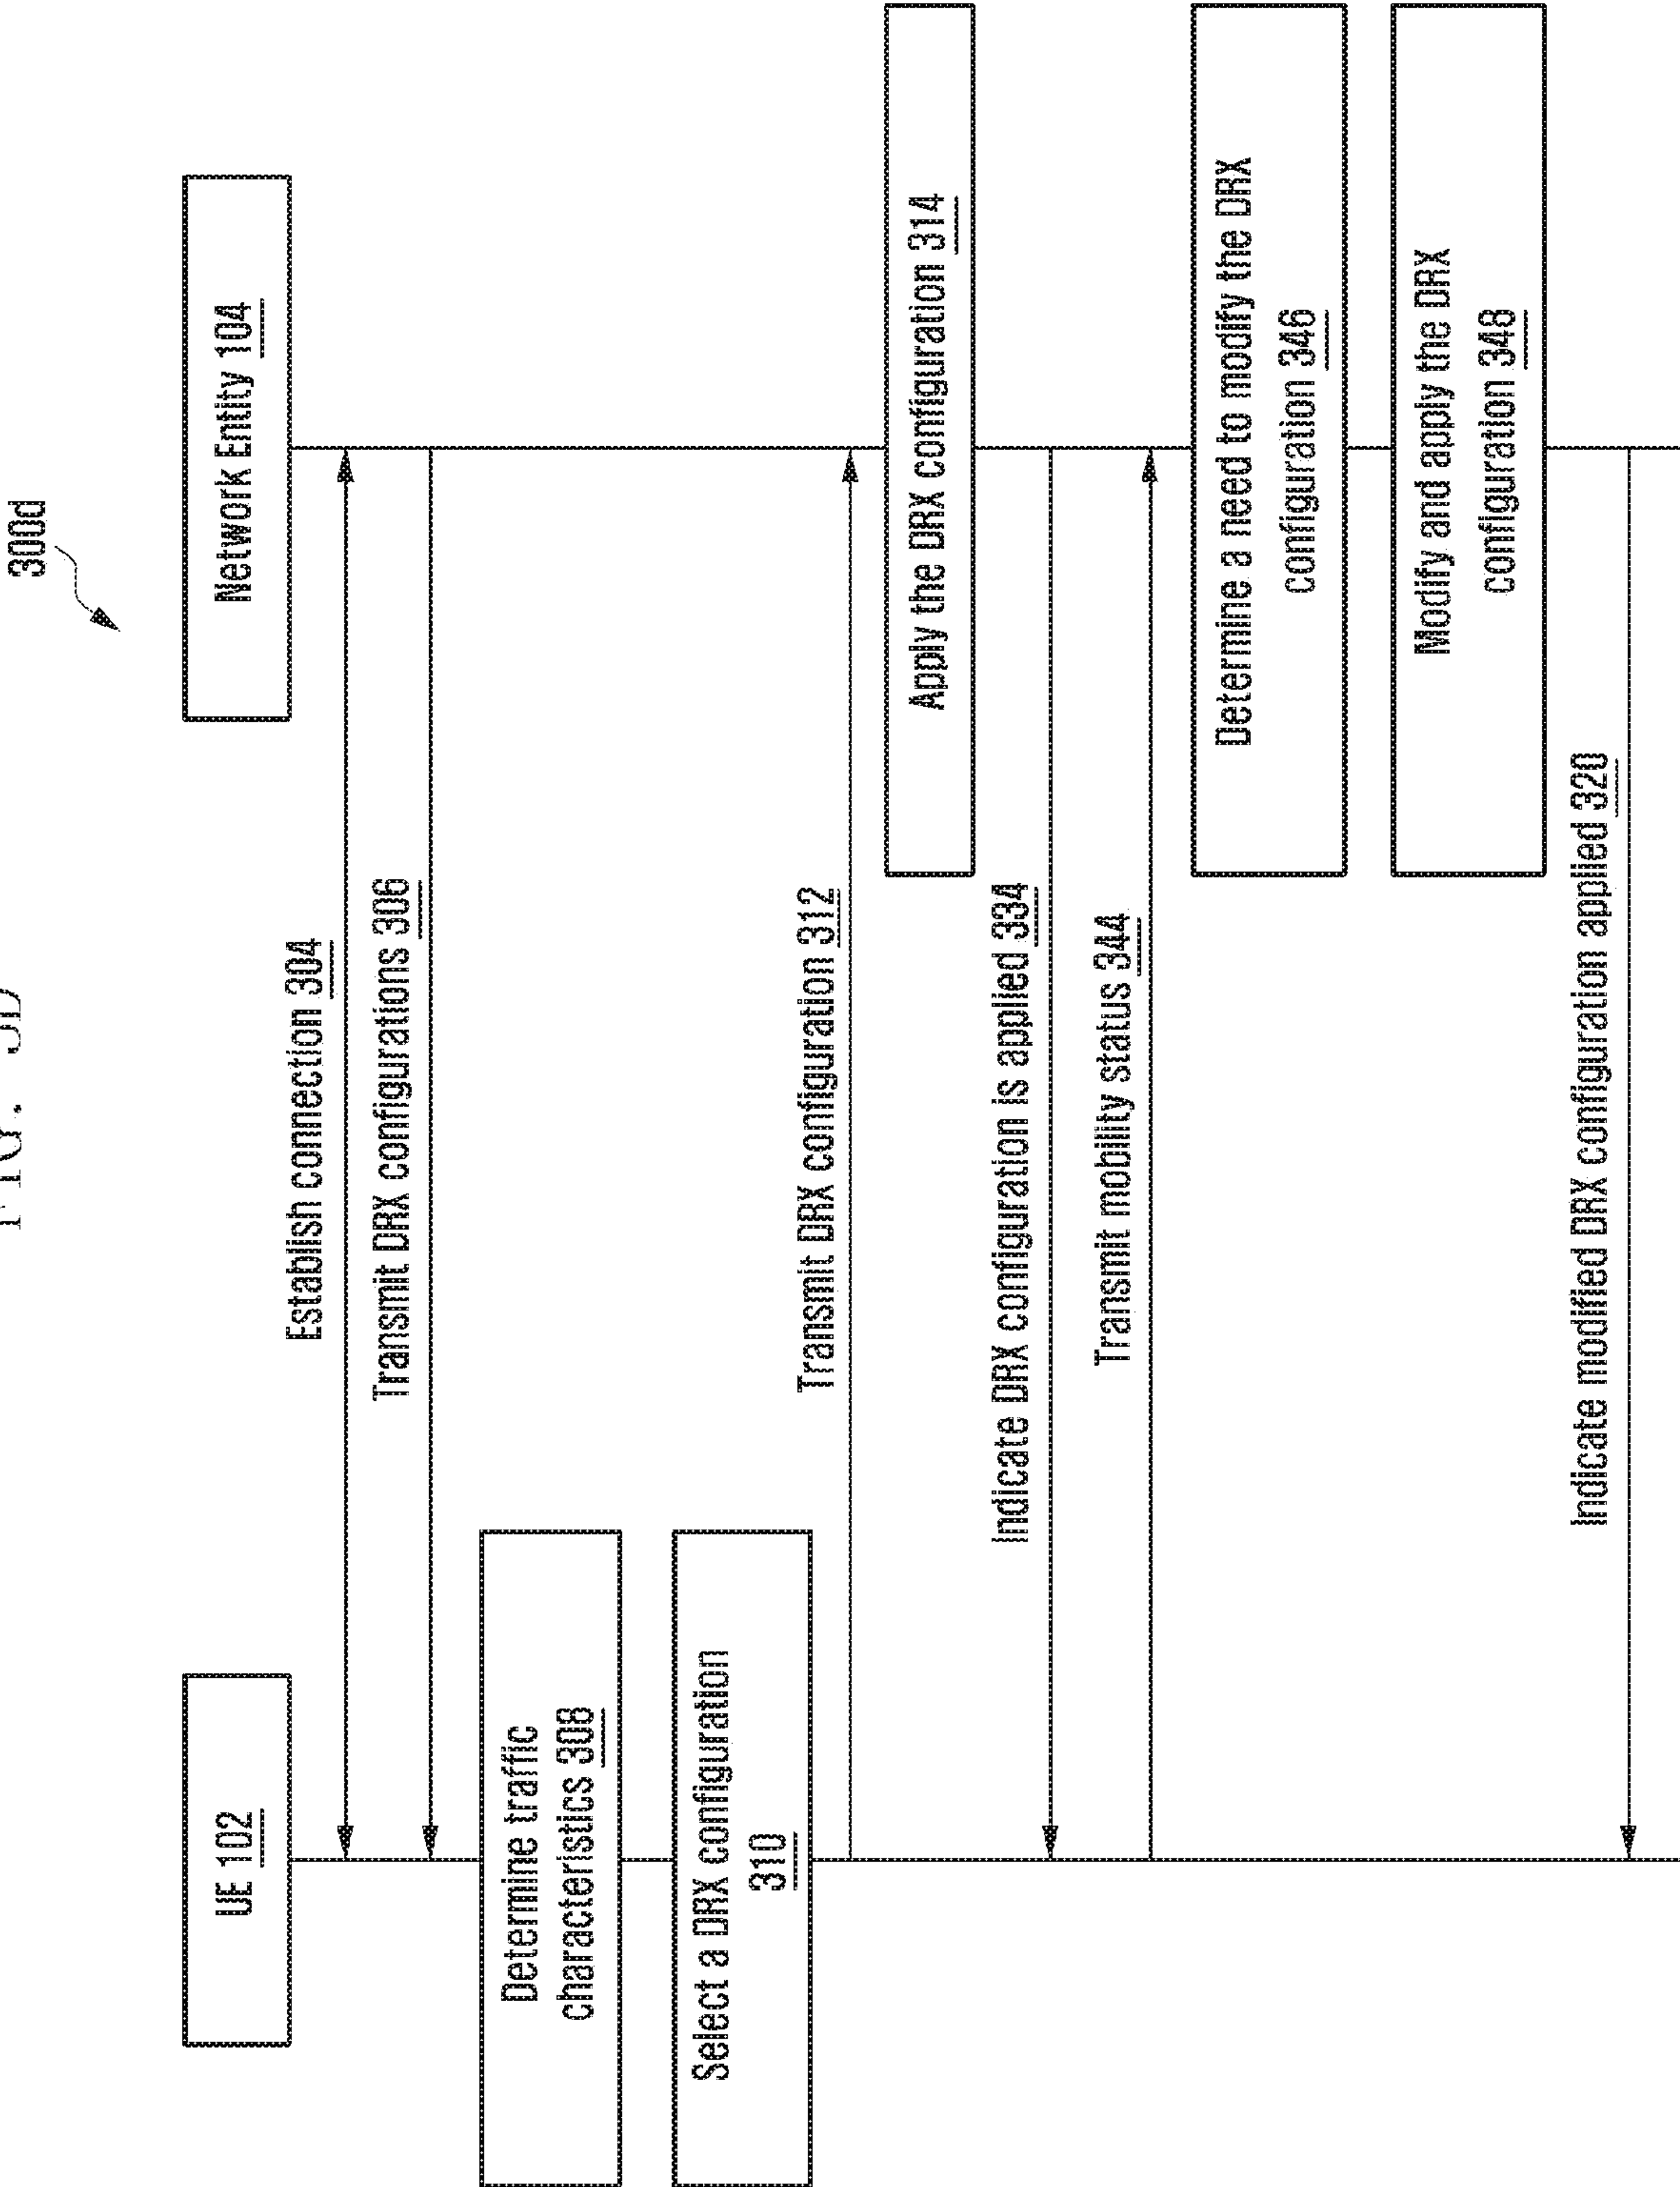 300d
UE 102
Network Entity 104
Establish connection 304
Transmit DRX configurations 306
Determine traffic
characteristics 308
Select a DRX configuration
310
Transmit DRX configuration 312
Apply the DRX configuration 314
Indicate DRX configuration is applied 334
Transmit mobility status 344
Determine a need to modify the DRX
configuration 346
Modify and apply the DRX
configuration 348
Indicate modified DRX configuration applied 320